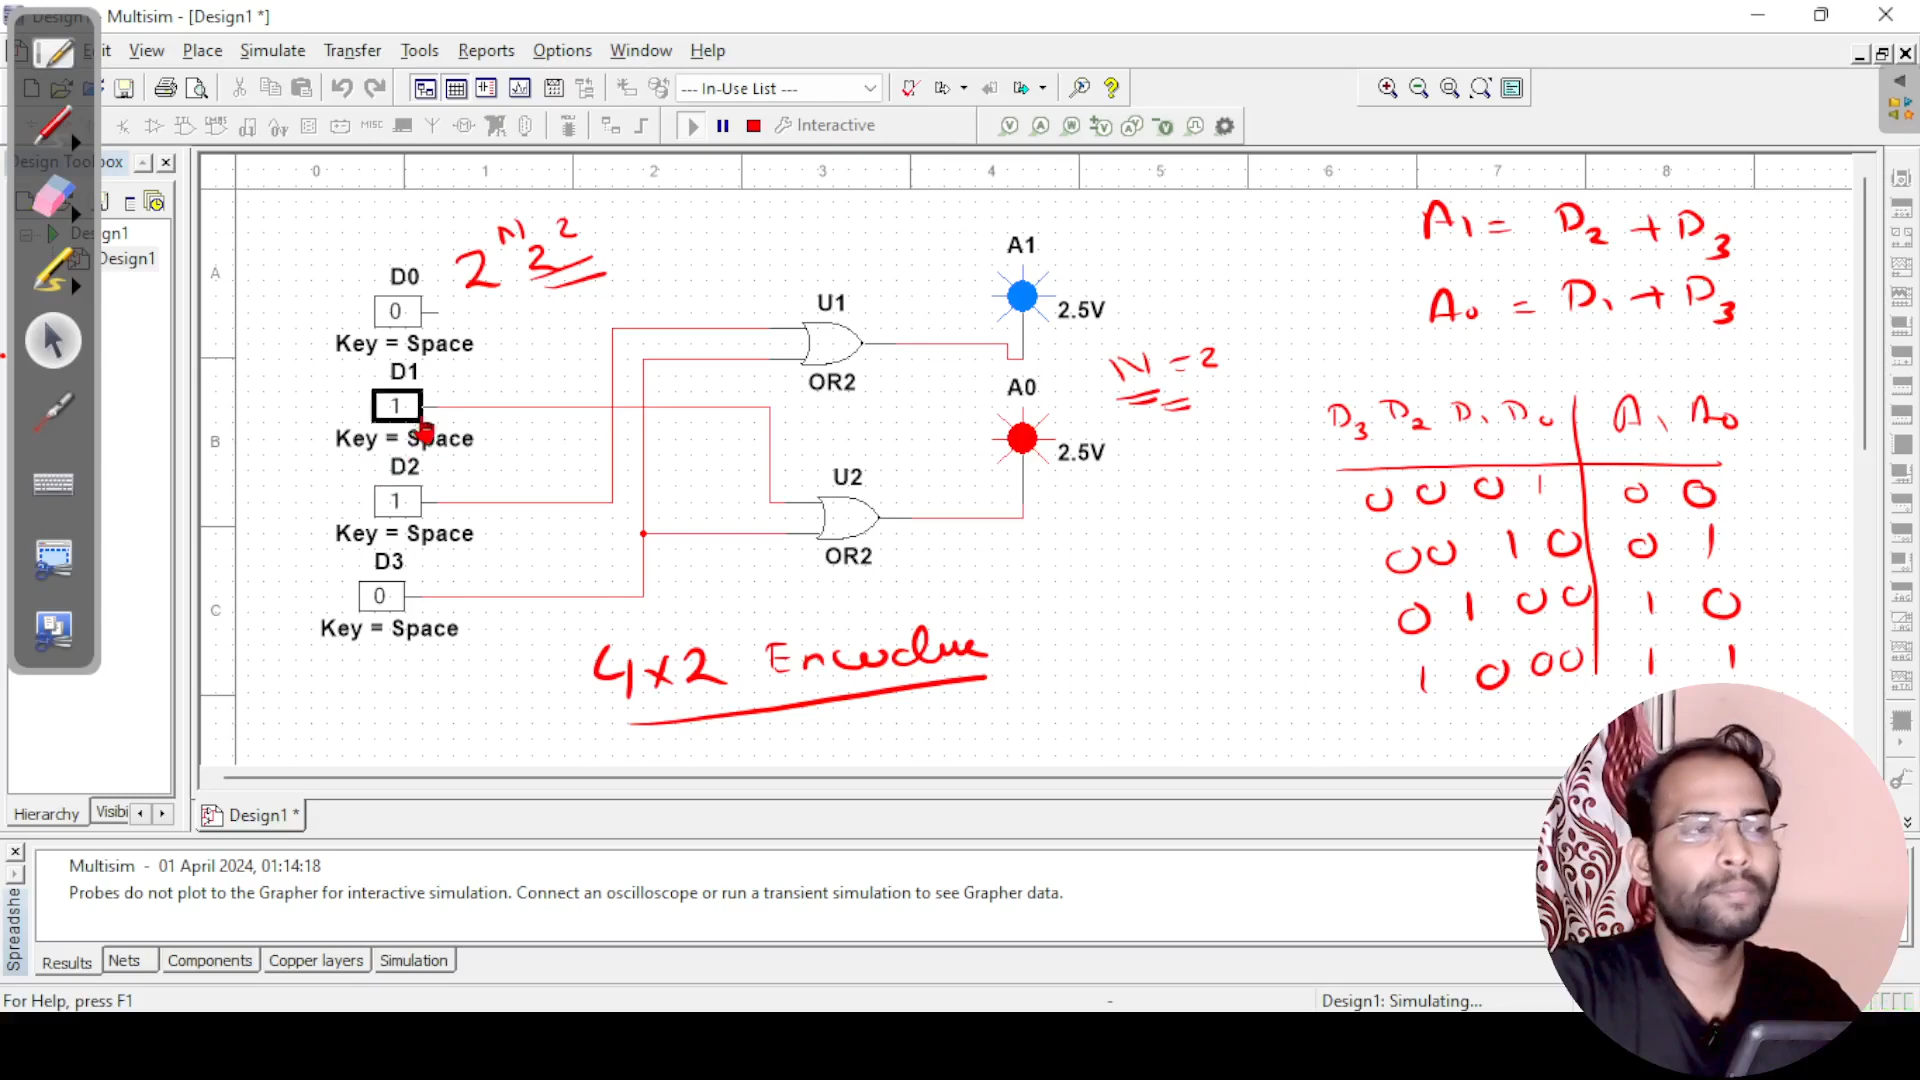 Design1 - Multisim - [Design1 *]
Edit View Place Simulate Transfer Tools Reports Options Window Help
--- In-Use List ---
MISC
Interactive
Design Toolbox
Design1
Design1
0 1 2 3 4 5 6 7 8
A
B
C
2^N 2^2
D0
0
Key = Space
D1
1
Key = Space
D2
1
Key = Space
D3
0
Key = Space
U1
OR2
U2
OR2
A1
2.5V
A0
2.5V
N = 2
A1 = D2 + D3
A0 = D1 + D3
D3 D2 D1 D0 A1 A0
0 0 0 1 0 0
0 0 1 0 0 1
0 1 0 0 1 0
1 0 0 0 1 1
4x2 Encoder
Hierarchy Visibi
Design1 *
Multisim - 01 April 2024, 01:14:18
Probes do not plot to the Grapher for interactive simulation. Connect an oscilloscope or run a transient simulation to see Grapher data.
Spreadshe
Results Nets Components Copper layers Simulation
For Help, press F1
-
Design1: Simulating...